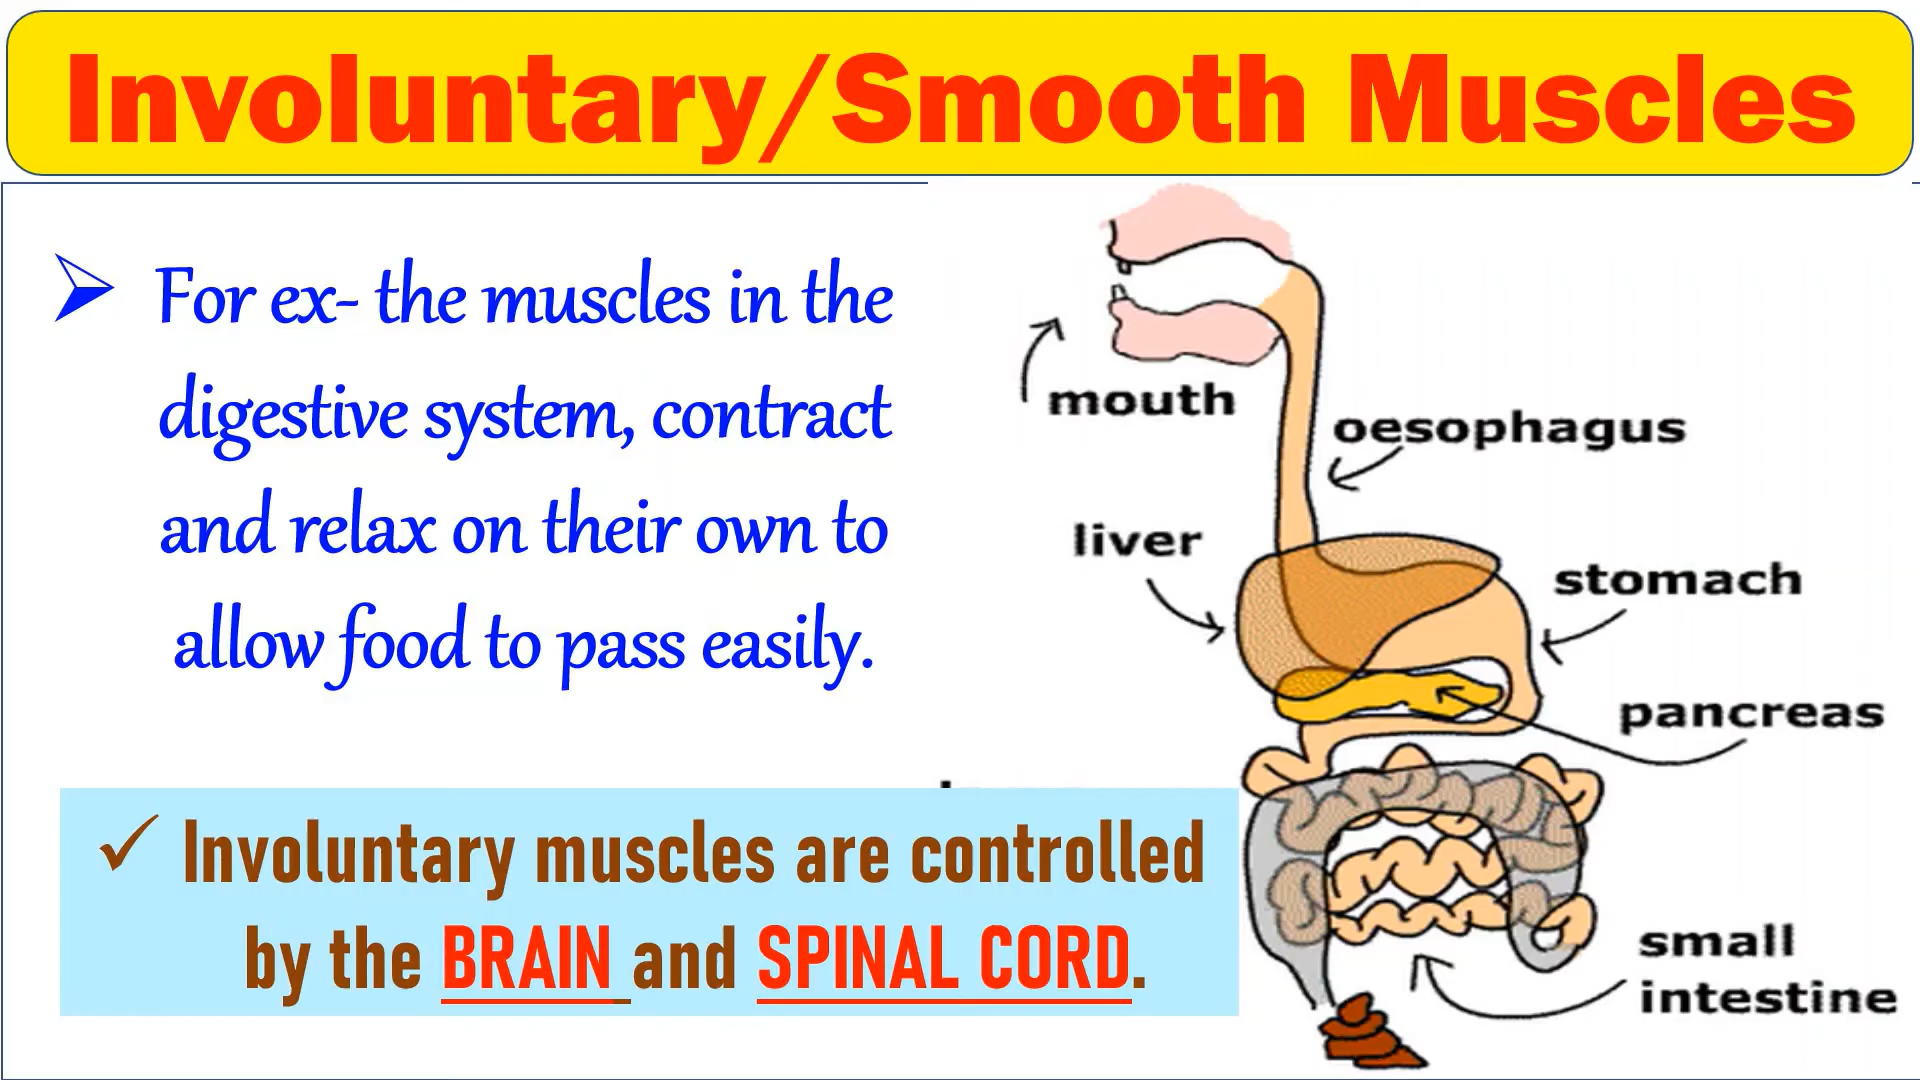 Involuntary/Smooth Muscles
For ex- the muscles in the
digestive system, contract
and relax on their own to
allow food to pass easily.
mouth
oesophagus
liver
stomach
pancreas
Involuntary muscles are controlled
by the BRAIN and SPINAL CORD.
small
intestine